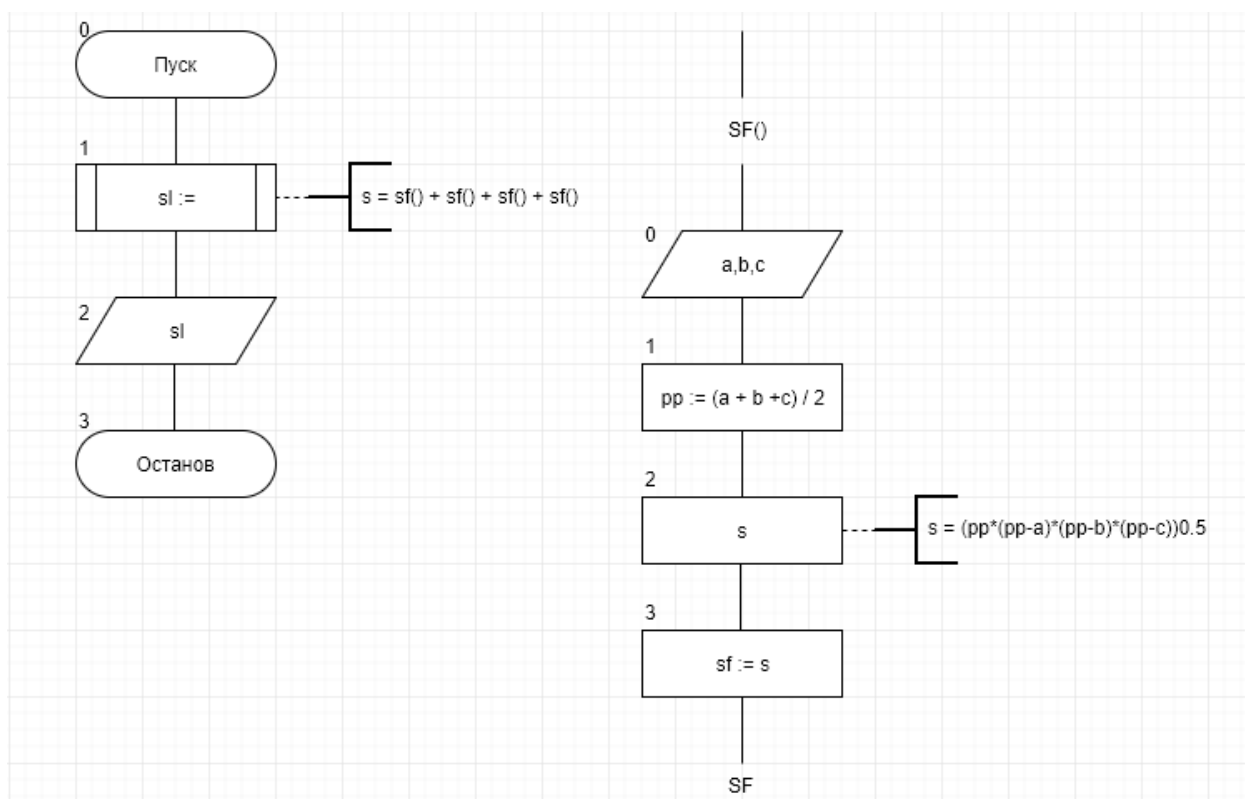 0
Пуск
1
sl :=
s = sf() + sf() + sf() + sf()
2
sl
3
Останов
SF()
0
a,b,c
1
pp := (a + b +c) / 2
2
s
s = (pp*(pp-a)*(pp-b)*(pp-c))0.5
3
sf := s
SF